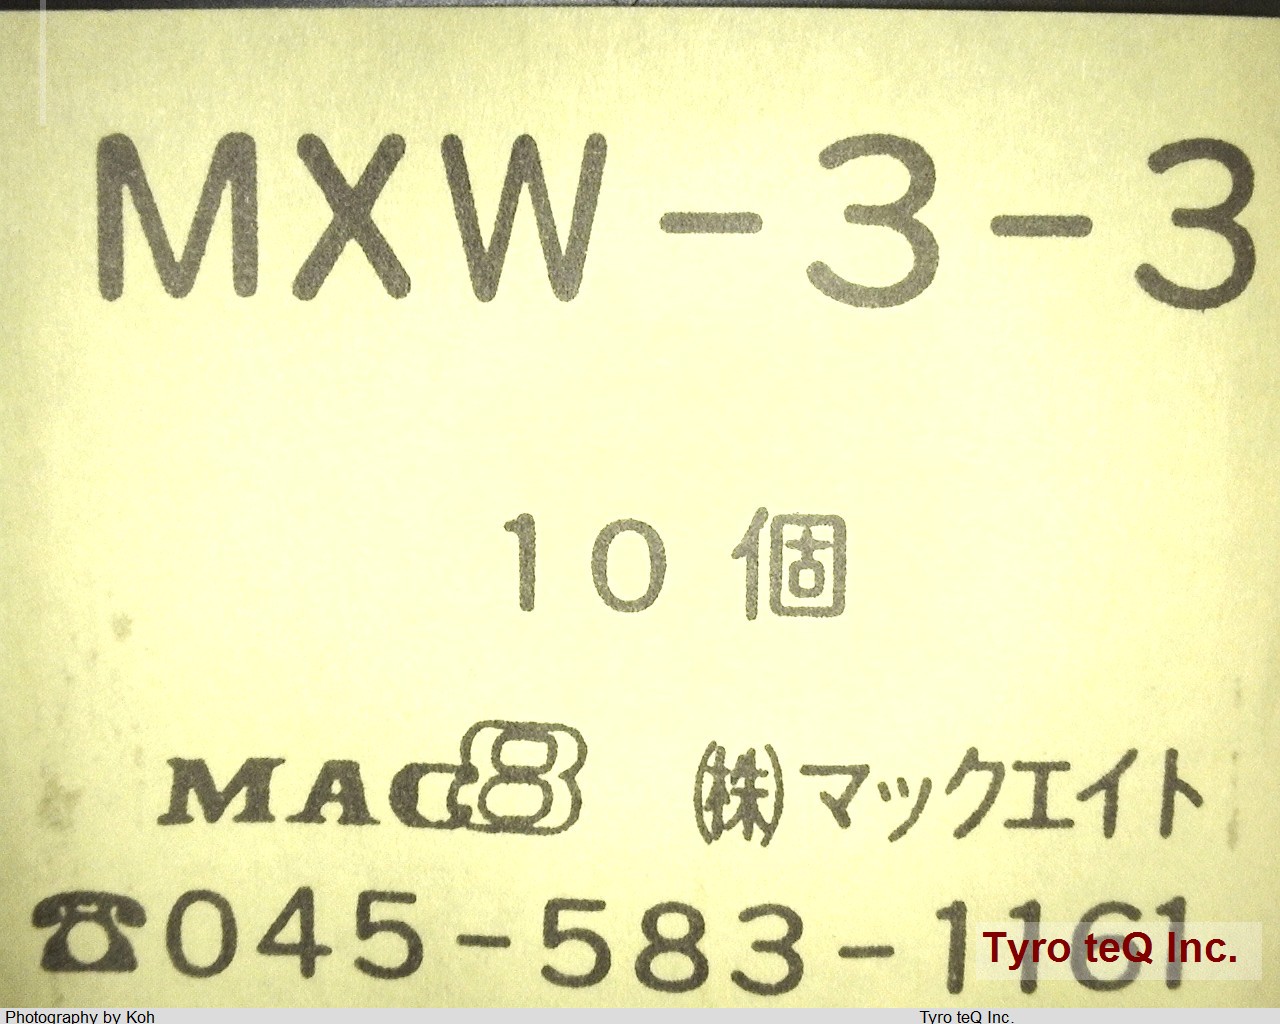 MXW-3-3
10個
MAC8 ㈱マックエイト
☎045-583-1161
Tyro teQ Inc.
Photography by Koh Tyro teQ Inc.